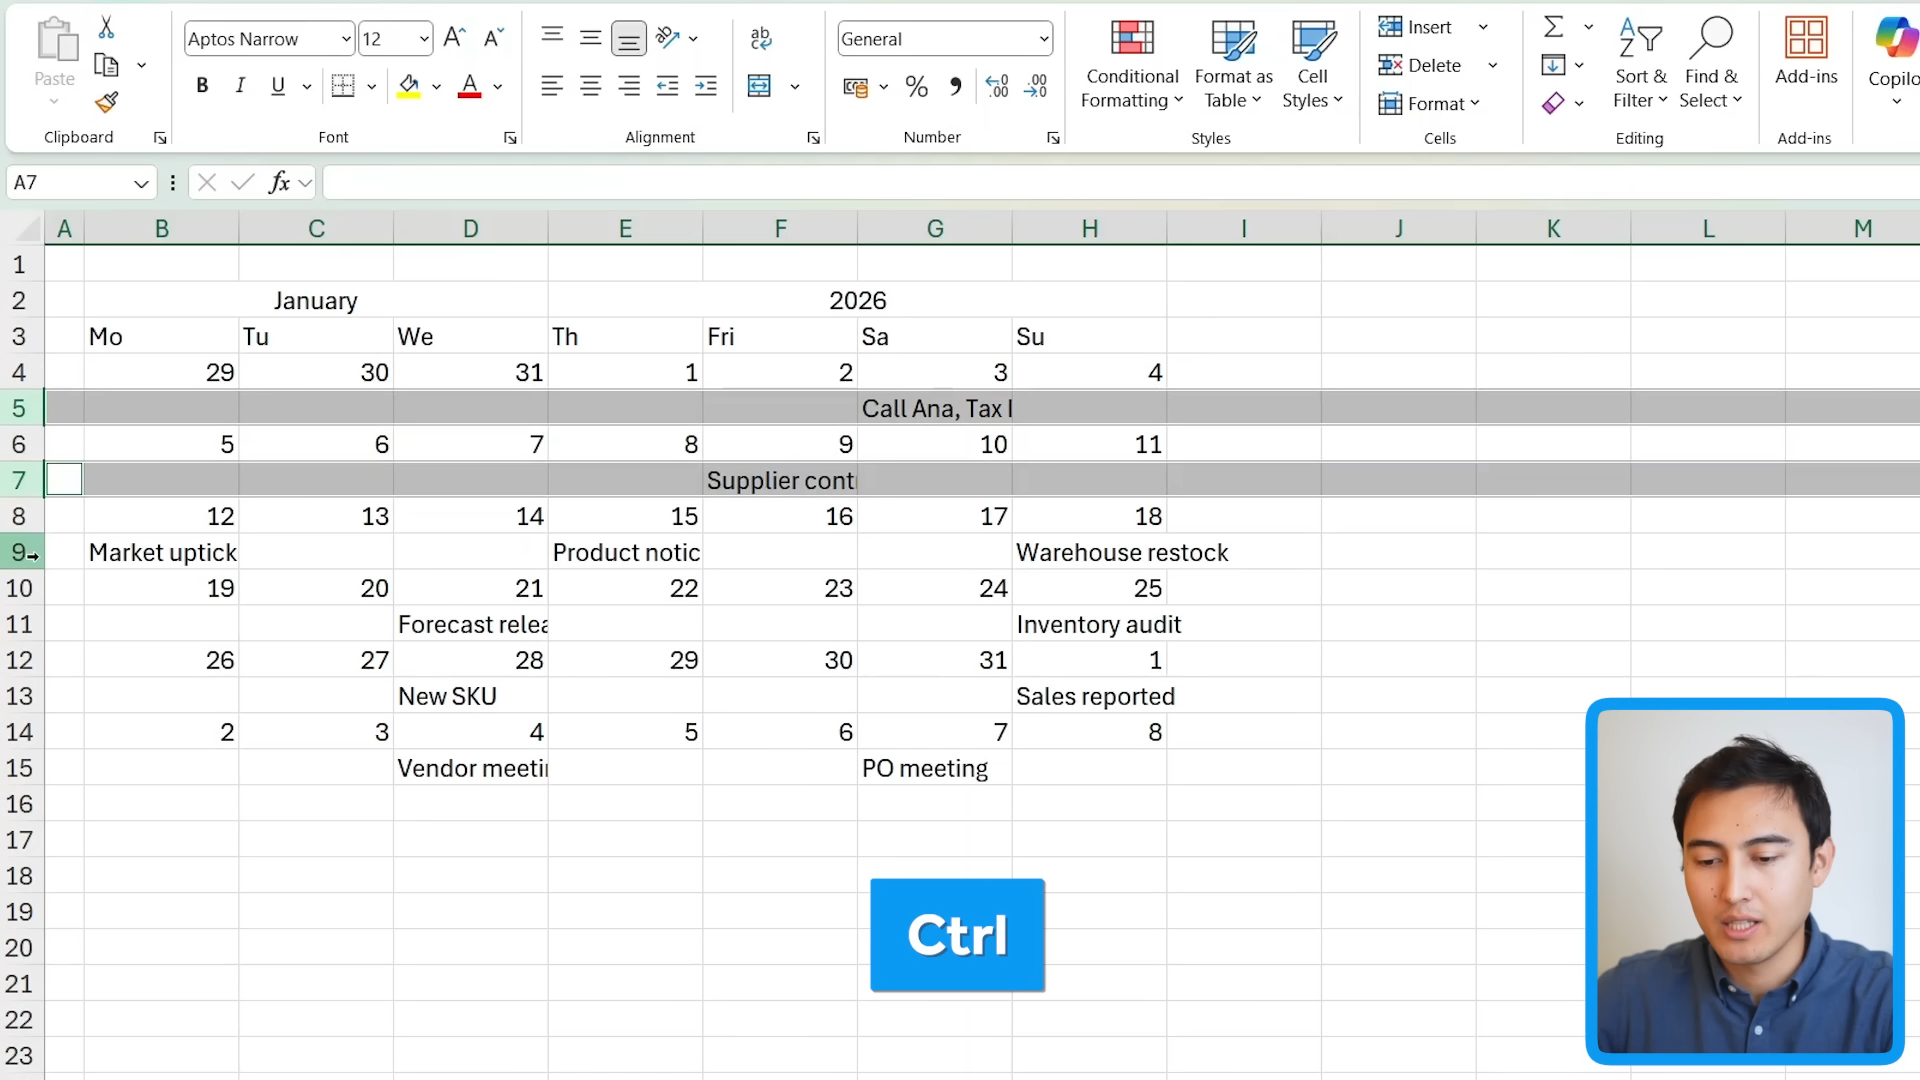 Paste
Clipboard
Aptos Narrow
12
A
A
B
I
U
A
Font
ab
Alignment
General
%
Number
Conditional
Formatting
Format as
Table
Cell
Styles
Styles
Insert
Delete
Format
Cells
Sort &
Filter
Find &
Select
Editing
Add-ins
Add-ins
Copilo
A7
fx
A B C D E F G H I J K L M
1
2 January 2026
3 Mo Tu We Th Fri Sa Su
4 29 30 31 1 2 3 4
5 Call Ana, Tax
6 5 6 7 8 9 10 11
7 Supplier cont
8 12 13 14 15 16 17 18
9 Market uptick Product notic Warehouse restock
10 19 20 21 22 23 24 25
11 Forecast relea Inventory audit
12 26 27 28 29 30 31 1
13 New SKU Sales reported
14 2 3 4 5 6 7 8
15 Vendor meetin PO meeting
16
17
18
19
20
21
22
23
Ctrl